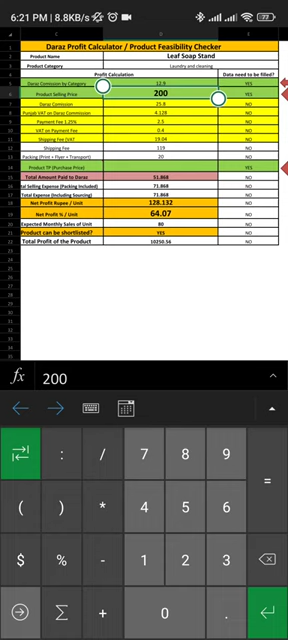 6:21 PM | 8.8KB/s 77
Daraz Profit Calculator / Product Feasibility Checker
Product Name Leaf Soap Stand
Product Category Laundry and cleaning
Profit Calculation Data need to be filled?
Daraz Comission by Category 12.9 YES
Product Selling Price 200 YES
Daraz Comission 25.8 NO
Punjab VAT on Daraz Commission 4.128 NO
Payment Fee 1.25% 2.5 NO
VAT on Payment Fee 0.4 NO
Shipping Fee (VAT 19.04 NO
Shipping Fee 119 NO
Packing (Print + Flyer + Transport) 20 NO
Product TP (Purchase Price) YES
Total Amount Paid to Daraz 51.868 NO
tal Selling Expense (Packing Included) 71.868 NO
Total Expense (Including Sourcing) 71.868 NO
Net Profit Rupee / Unit 128.132 NO
Net Profit % / Unit 64.07 NO
Expected Monthly Sales of Unit 80 NO
Product can be shortlisted? YES NO
Total Profit of the Product 10250.56 NO
fx 200
: / 7 8 9 =
( ) * 4 5 6
$ % - 1 2 3
Σ + 0 .